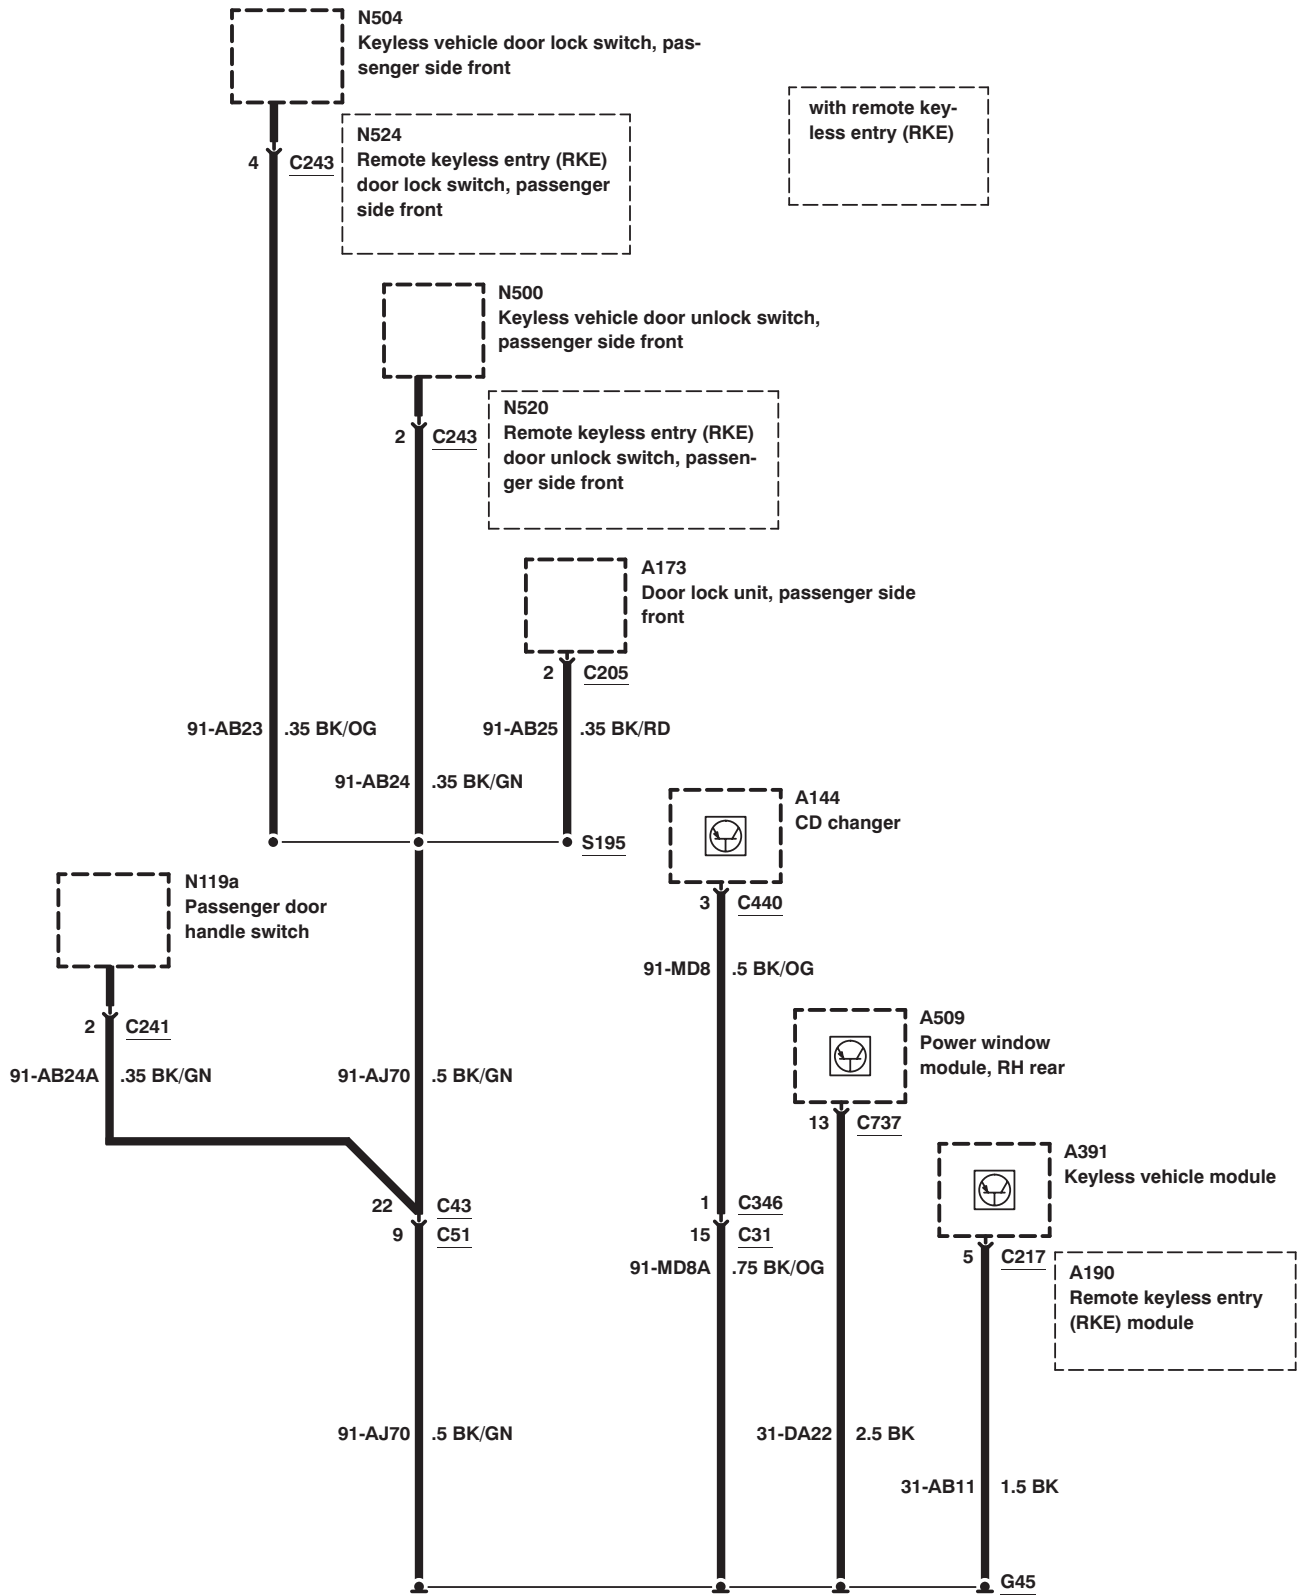 N504
Keyless vehicle door lock switch, pas-
senger side front
with remote key-
less entry (RKE)
4 C243
N524
Remote keyless entry (RKE)
door lock switch, passenger
side front
N500
Keyless vehicle door unlock switch,
passenger side front
2 C243
N520
Remote keyless entry (RKE)
door unlock switch, passen-
ger side front
A173
Door lock unit, passenger side
front
2 C205
91-AB23 .35 BK/OG
91-AB25 .35 BK/RD
91-AB24 .35 BK/GN
S195
A144
CD changer
3 C440
N119a
Passenger door
handle switch
91-MD8 .5 BK/OG
2 C241
A509
Power window
module, RH rear
91-AB24A .35 BK/GN
91-AJ70 .5 BK/GN
13 C737
A391
Keyless vehicle module
22 C43
9 C51
1 C346
15 C31
91-MD8A .75 BK/OG
5 C217
A190
Remote keyless entry
(RKE) module
91-AJ70 .5 BK/GN
31-DA22 2.5 BK
31-AB11 1.5 BK
G45